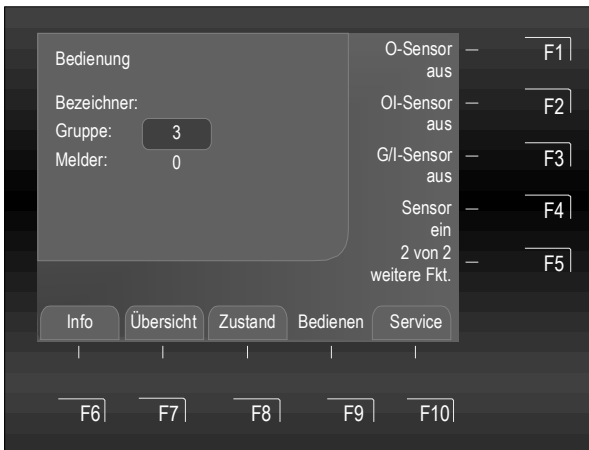 Bedienung
Bezeichner:
Gruppe: 3
Melder: 0
O-Sensor
aus
F1
OI-Sensor
aus
F2
G/I-Sensor
aus
F3
Sensor
ein
F4
2 von 2
weitere Fkt.
F5
Info Übersicht Zustand Bedienen Service
F6 F7 F8 F9 F10